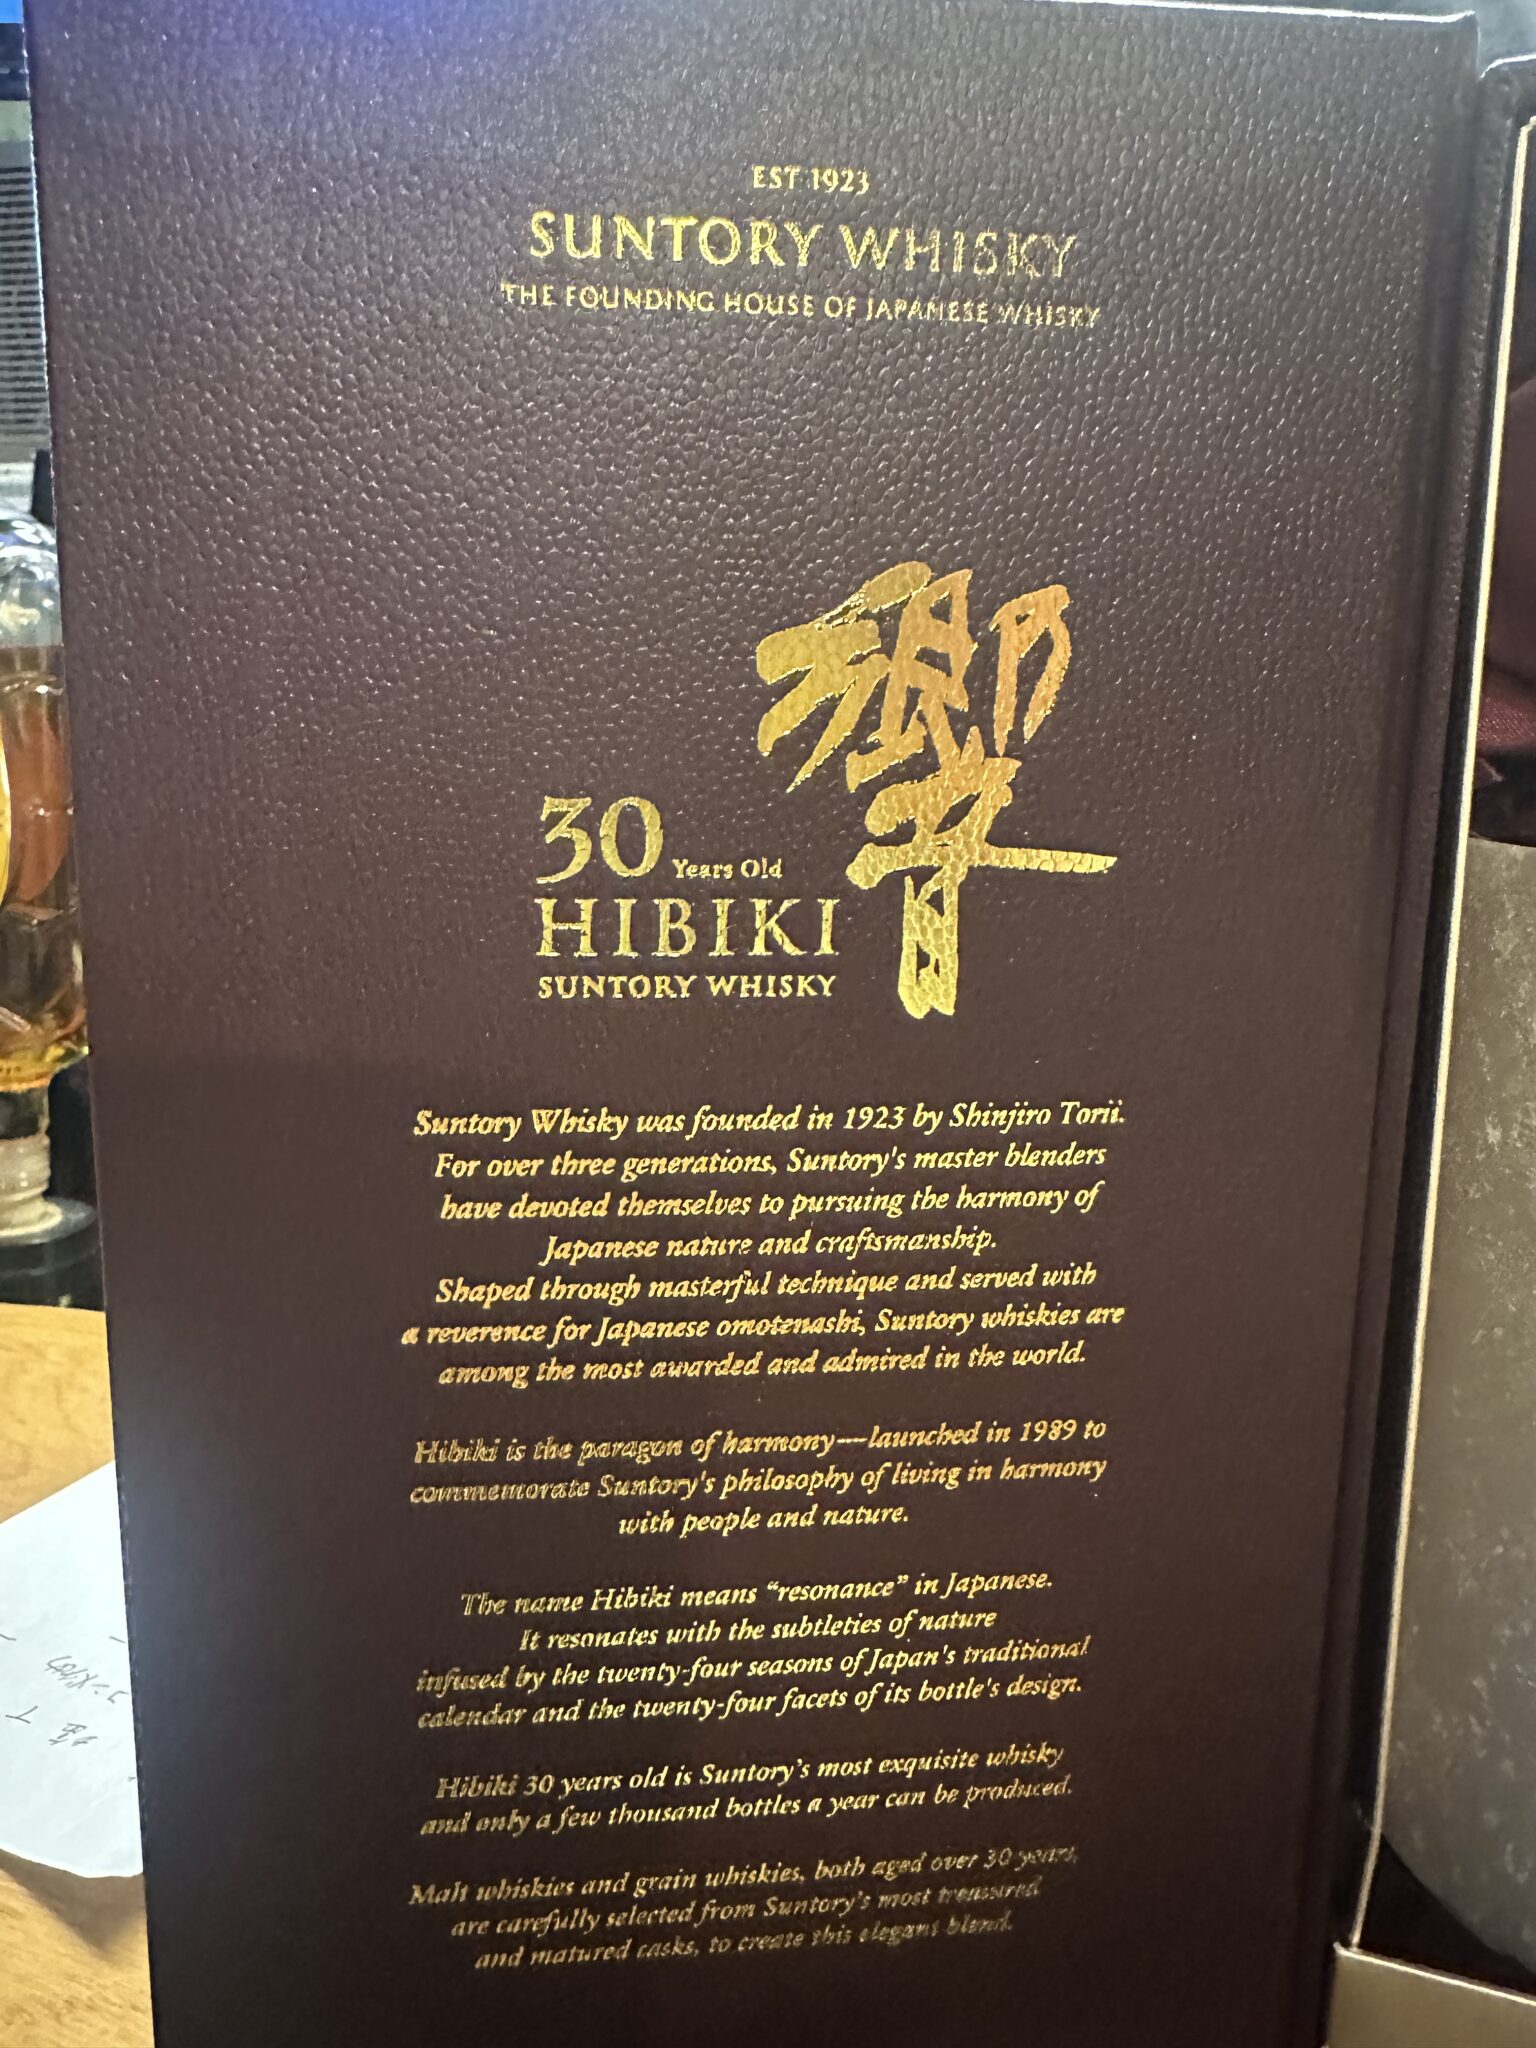 EST 1923
SUNTORY WHISKY
THE FOUNDING HOUSE OF JAPANESE WHISKY
響
30 Years Old
HIBIKI
SUNTORY WHISKY
Suntory Whisky was founded in 1923 by Shinjiro Torii.
For over three generations, Suntory's master blenders
have devoted themselves to pursuing the harmony of
Japanese nature and craftsmanship.
Shaped through masterful technique and served with
a reverence for Japanese omotenashi, Suntory whiskies are
among the most awarded and admired in the world.
Hibiki is the paragon of harmony—launched in 1989 to
commemorate Suntory's philosophy of living in harmony
with people and nature.
The name Hibiki means “resonance” in Japanese.
It resonates with the subtleties of nature
infused by the twenty-four seasons of Japan's traditional
calendar and the twenty-four facets of its bottle's design.
Hibiki 30 years old is Suntory’s most exquisite whisky
and only a few thousand bottles a year can be produced.
Malt whiskies and grain whiskies, both aged over 30 years,
are carefully selected from Suntory’s most treasured
and matured casks, to create this elegant blend.